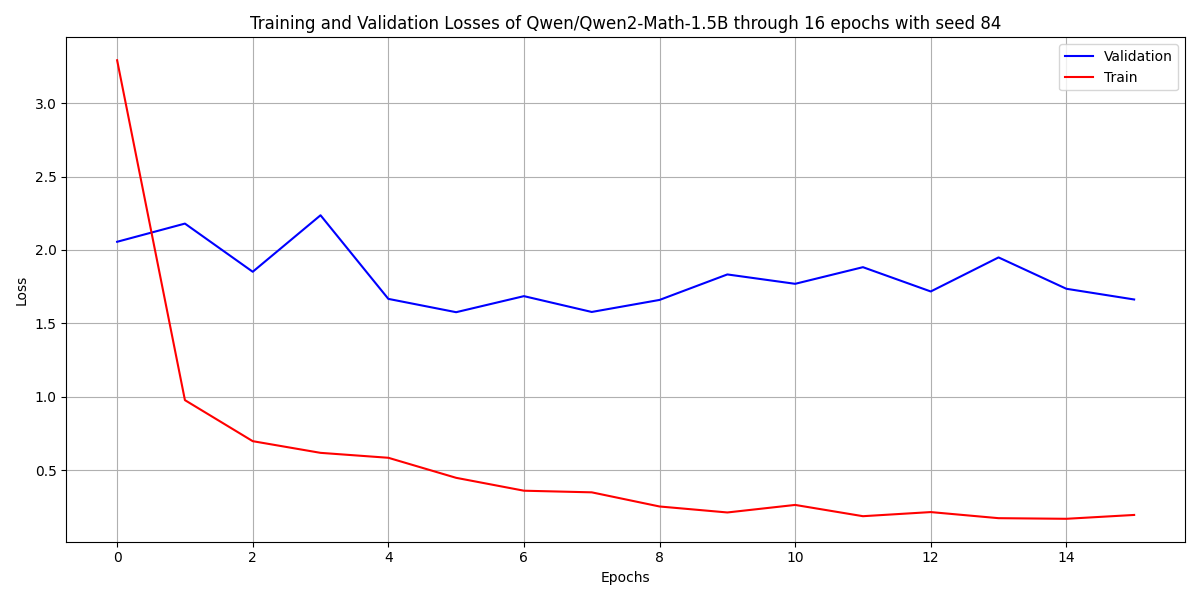 Training and Validation Losses of Qwen/Qwen2-Math-1.5B through 16 epochs with seed 84
Validation
Train
Loss
3.0
2.5
2.0
1.5
1.0
0.5
0 2 4 6 8 10 12 14
Epochs